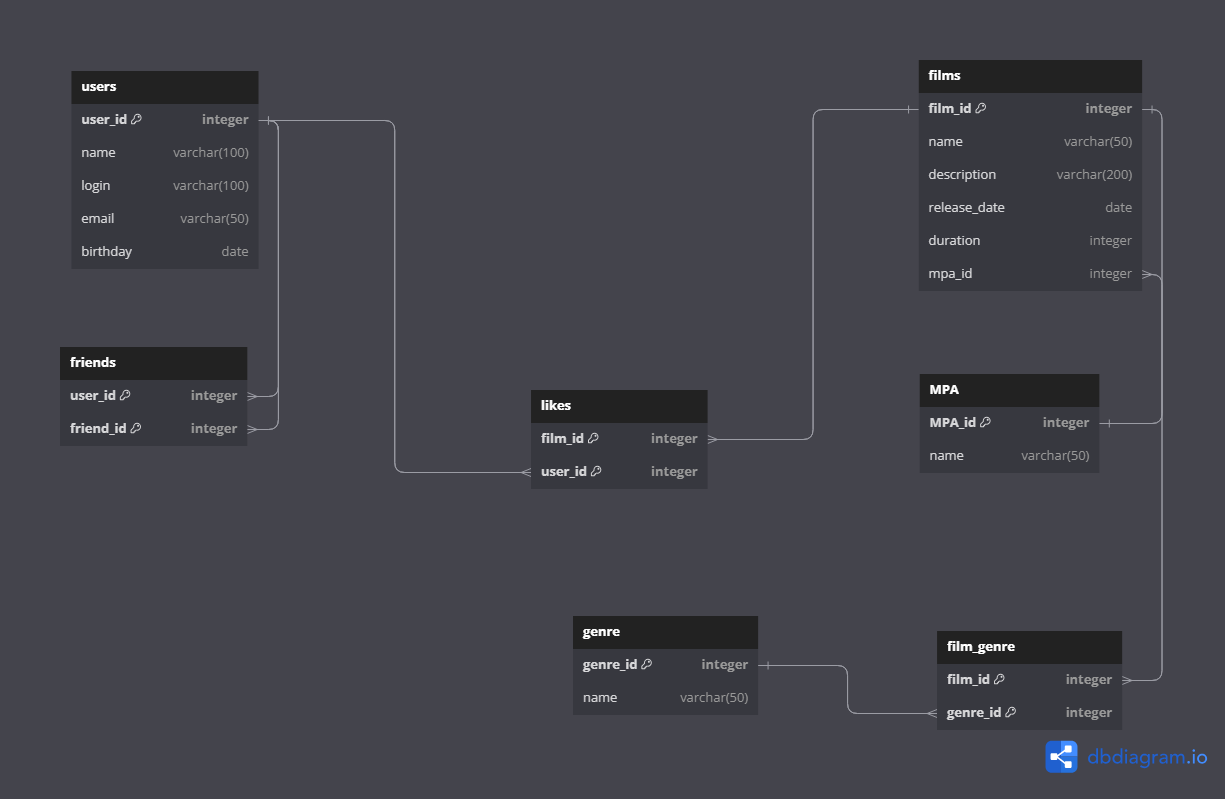 users
user_id integer
name varchar(100)
login varchar(100)
email varchar(50)
birthday date
friends
user_id integer
friend_id integer
likes
film_id integer
user_id integer
films
film_id integer
name varchar(50)
description varchar(200)
release_date date
duration integer
mpa_id integer
MPA
MPA_id integer
name varchar(50)
genre
genre_id integer
name varchar(50)
film_genre
film_id integer
genre_id integer
dbdiagram.io